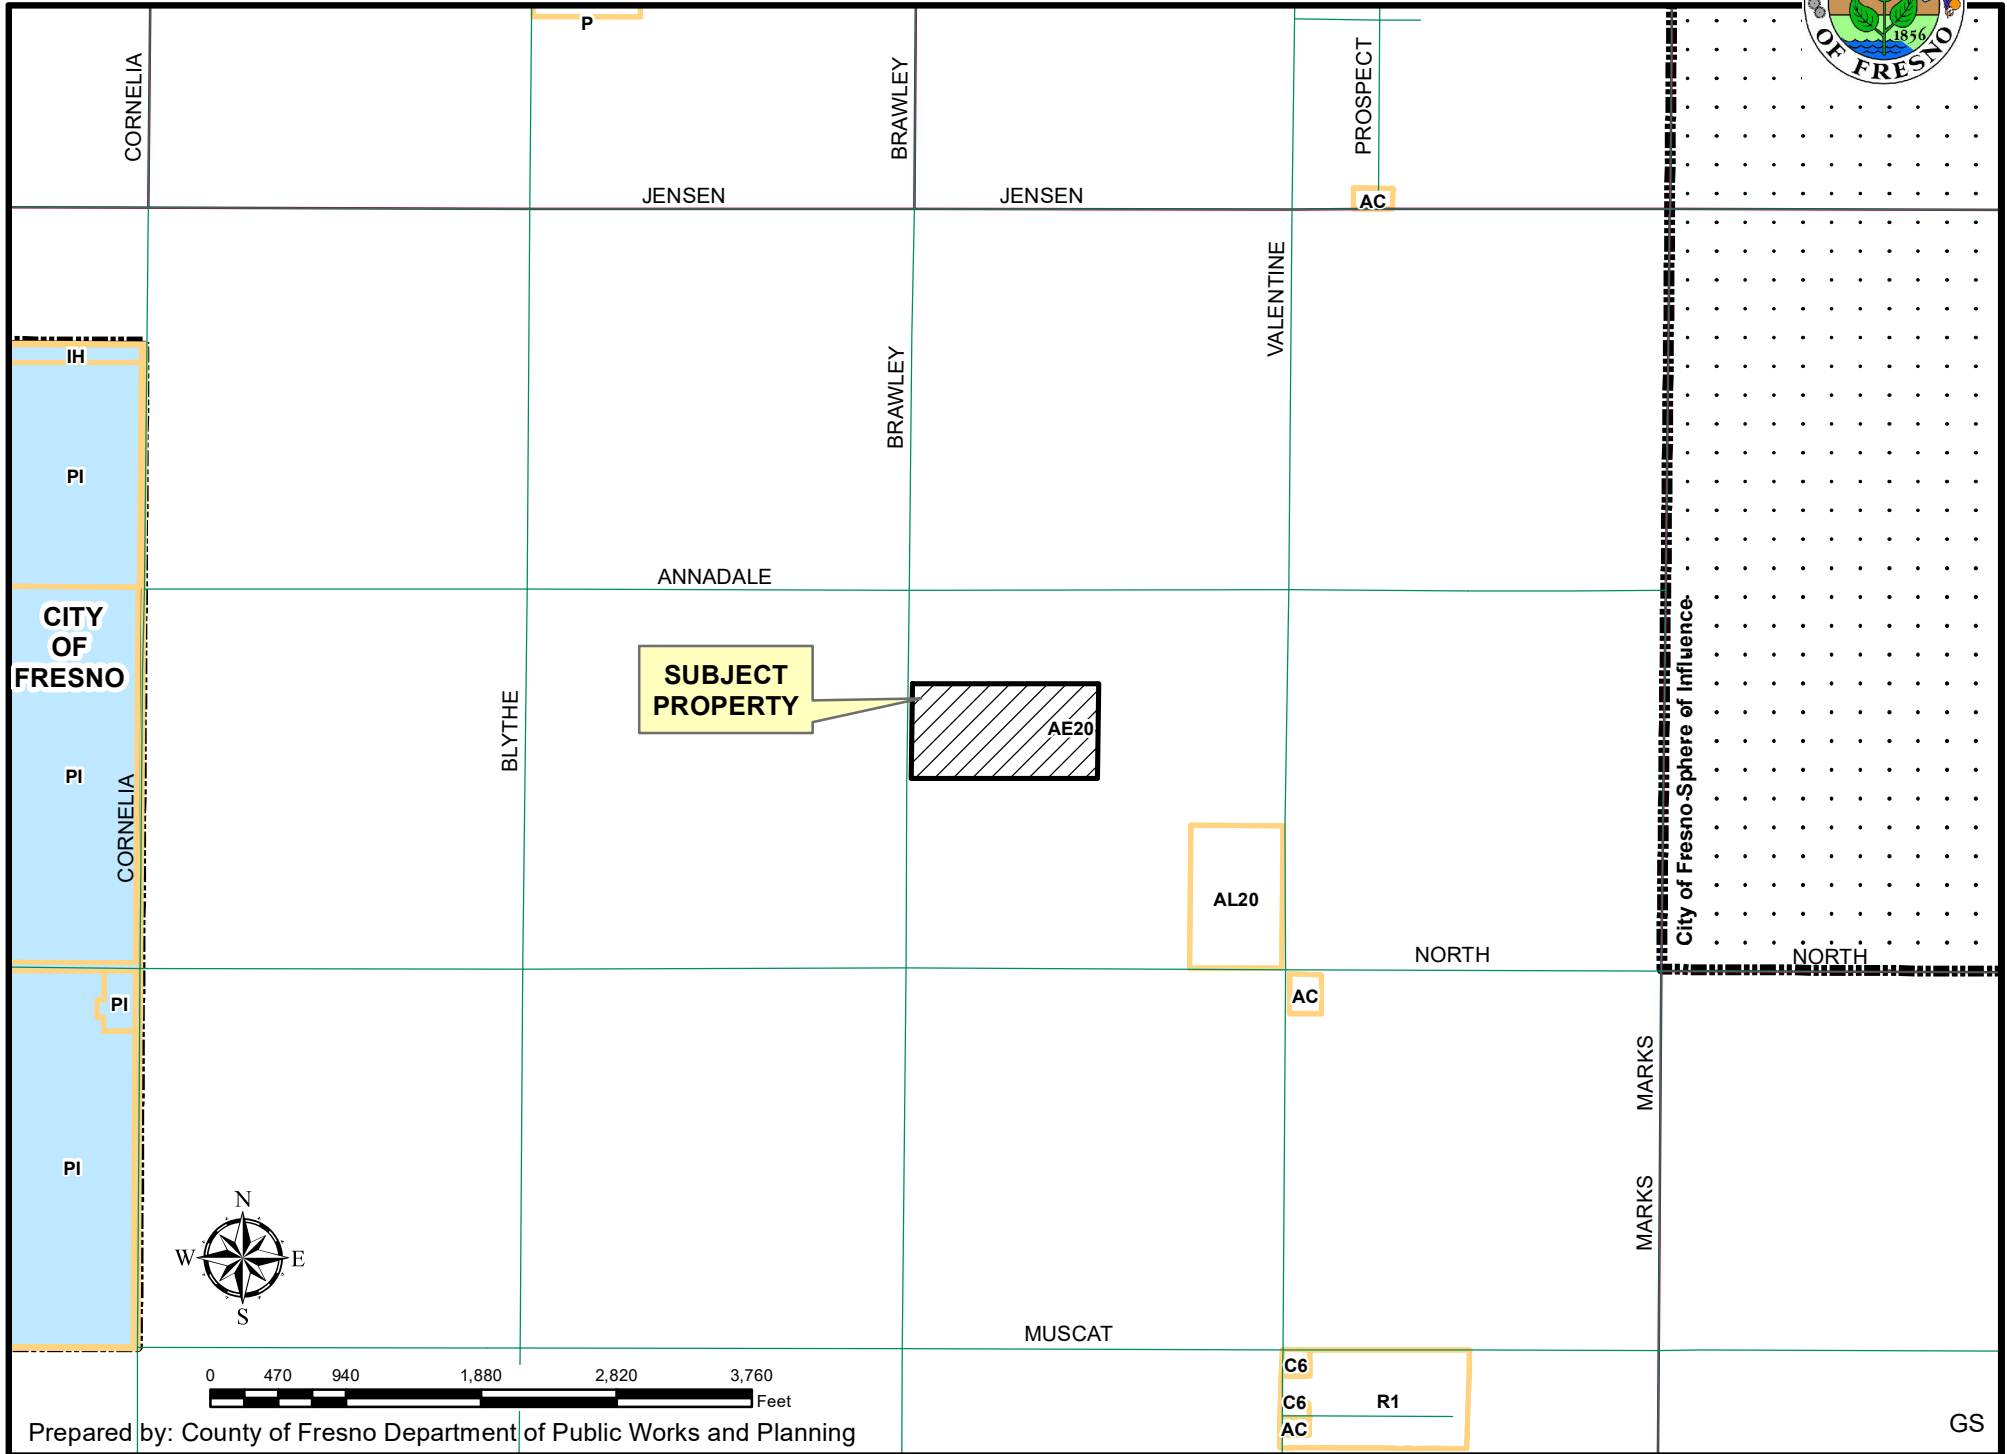 P
1856
OF FRESNO
CORNELIA
BRAWLEY
PROSPECT
JENSEN
JENSEN
AC
VALENTINE
IH
BRAWLEY
PI
ANNADALE
CITY
OF
FRESNO
SUBJECT
PROPERTY
BLYTHE
AE20
City of Fresno Sphere of Influence
PI
CORNELIA
AL20
NORTH
NORTH
PI
AC
MARKS
PI
MARKS
N
W
E
S
MUSCAT
0 470 940 1,880 2,820 3,760
Feet
C6
C6
R1
AC
Prepared by: County of Fresno Department of Public Works and Planning
GS